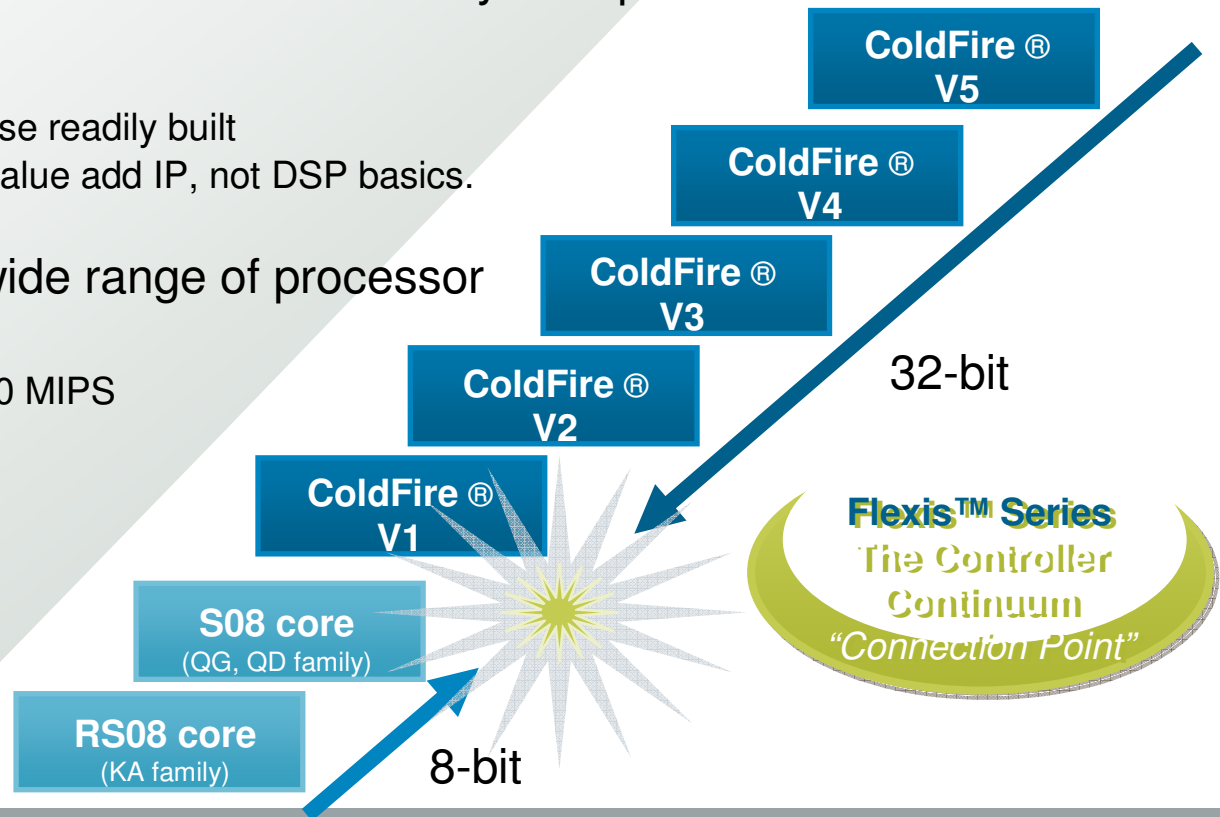 se readily built
alue add IP, not DSP basics.
wide range of processor
0 MIPS
ColdFire ®
V5
ColdFire ®
V4
ColdFire ®
V3
ColdFire ®
V2
ColdFire ®
V1
S08 core
(QG, QD family)
RS08 core
(KA family)
32-bit
8-bit
Flexis™ Series
The Controller
Continuum
“Connection Point”